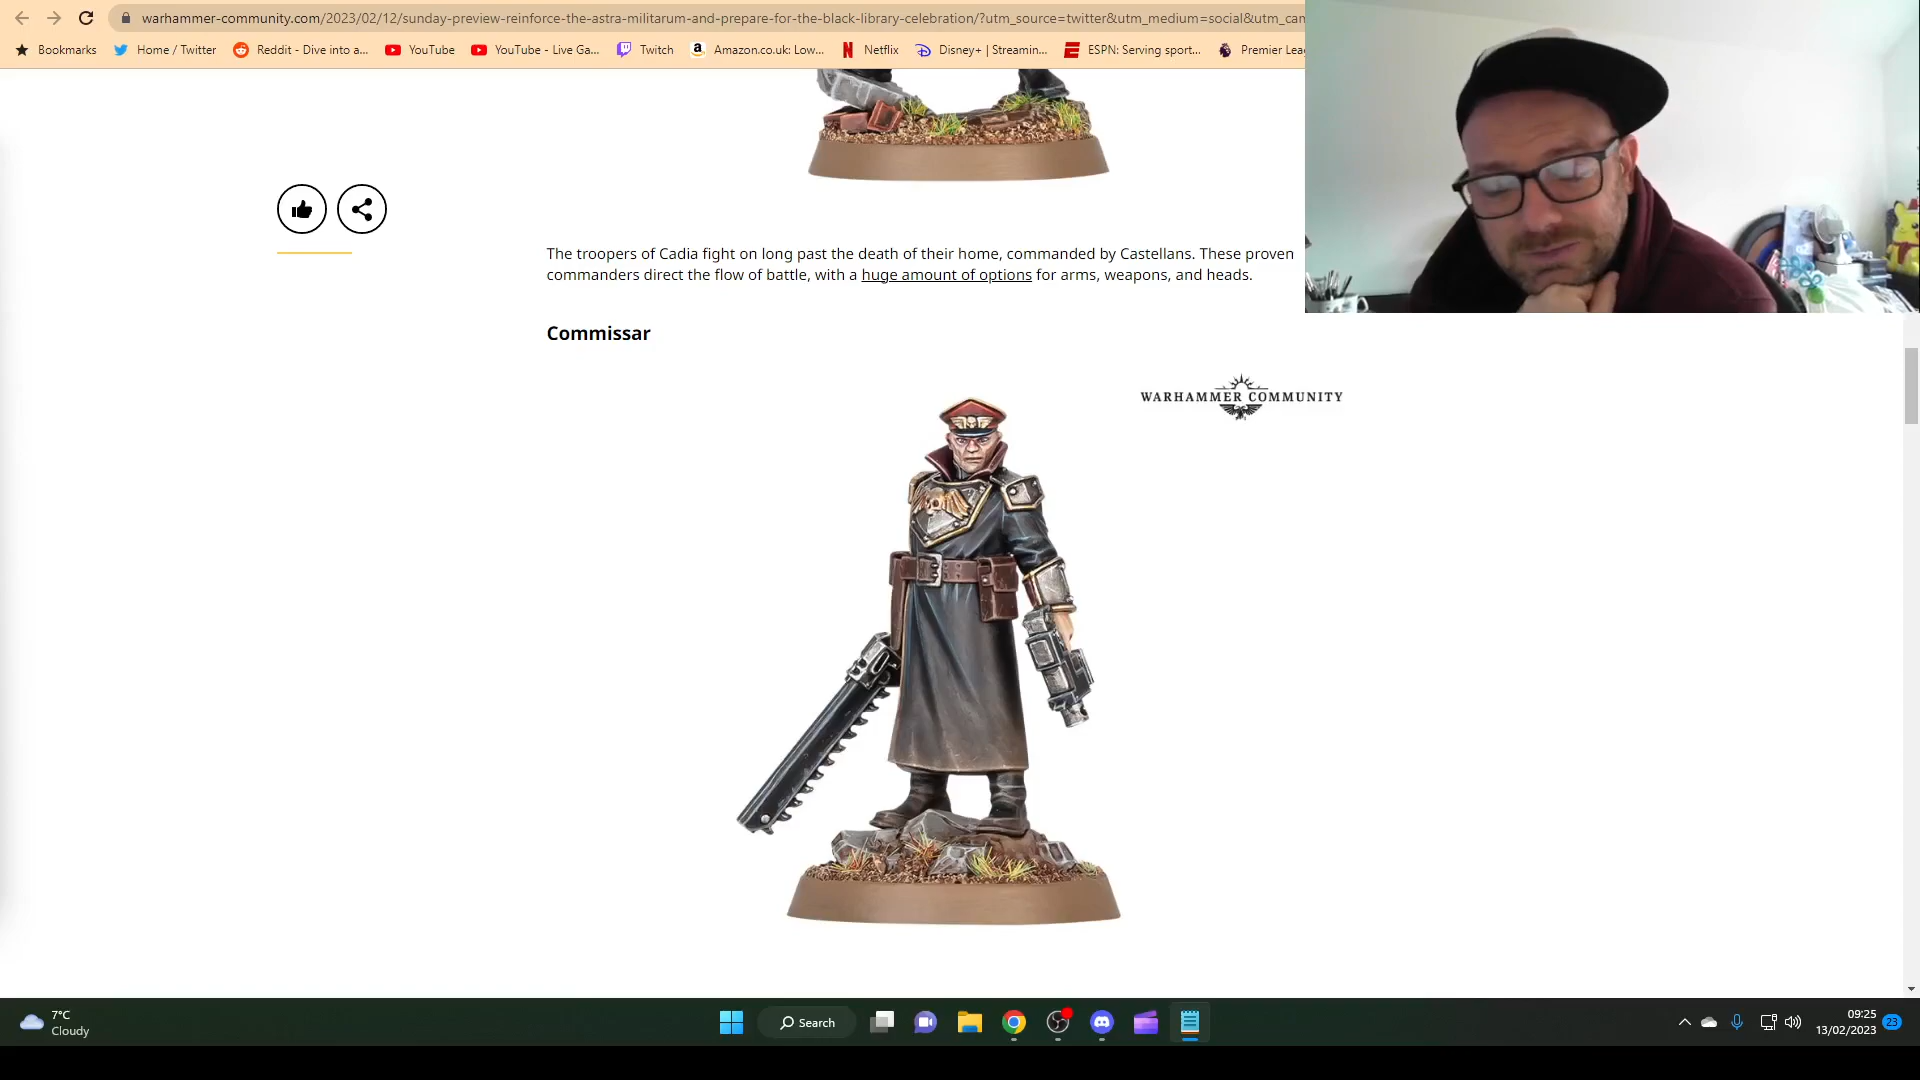 warhammer-community.com/2023/02/12/sunday-preview-reinforce-the-astra-militarum-and-prepare-for-the-black-library-celebration/?utm_source=twitter&utm_medium=social&utm_can
Bookmarks Home / Twitter Reddit - Dive into a... YouTube YouTube - Live Ga... Twitch Amazon.co.uk: Low... Netflix Disney+ | Streamin... ESPN: Serving sport... Premier Lea
The troopers of Cadia fight on long past the death of their home, commanded by Castellans. These proven
commanders direct the flow of battle, with a huge amount of options for arms, weapons, and heads.
Commissar
WARHAMMER COMMUNITY
7°C
Cloudy
Search
09:25
13/02/2023
23